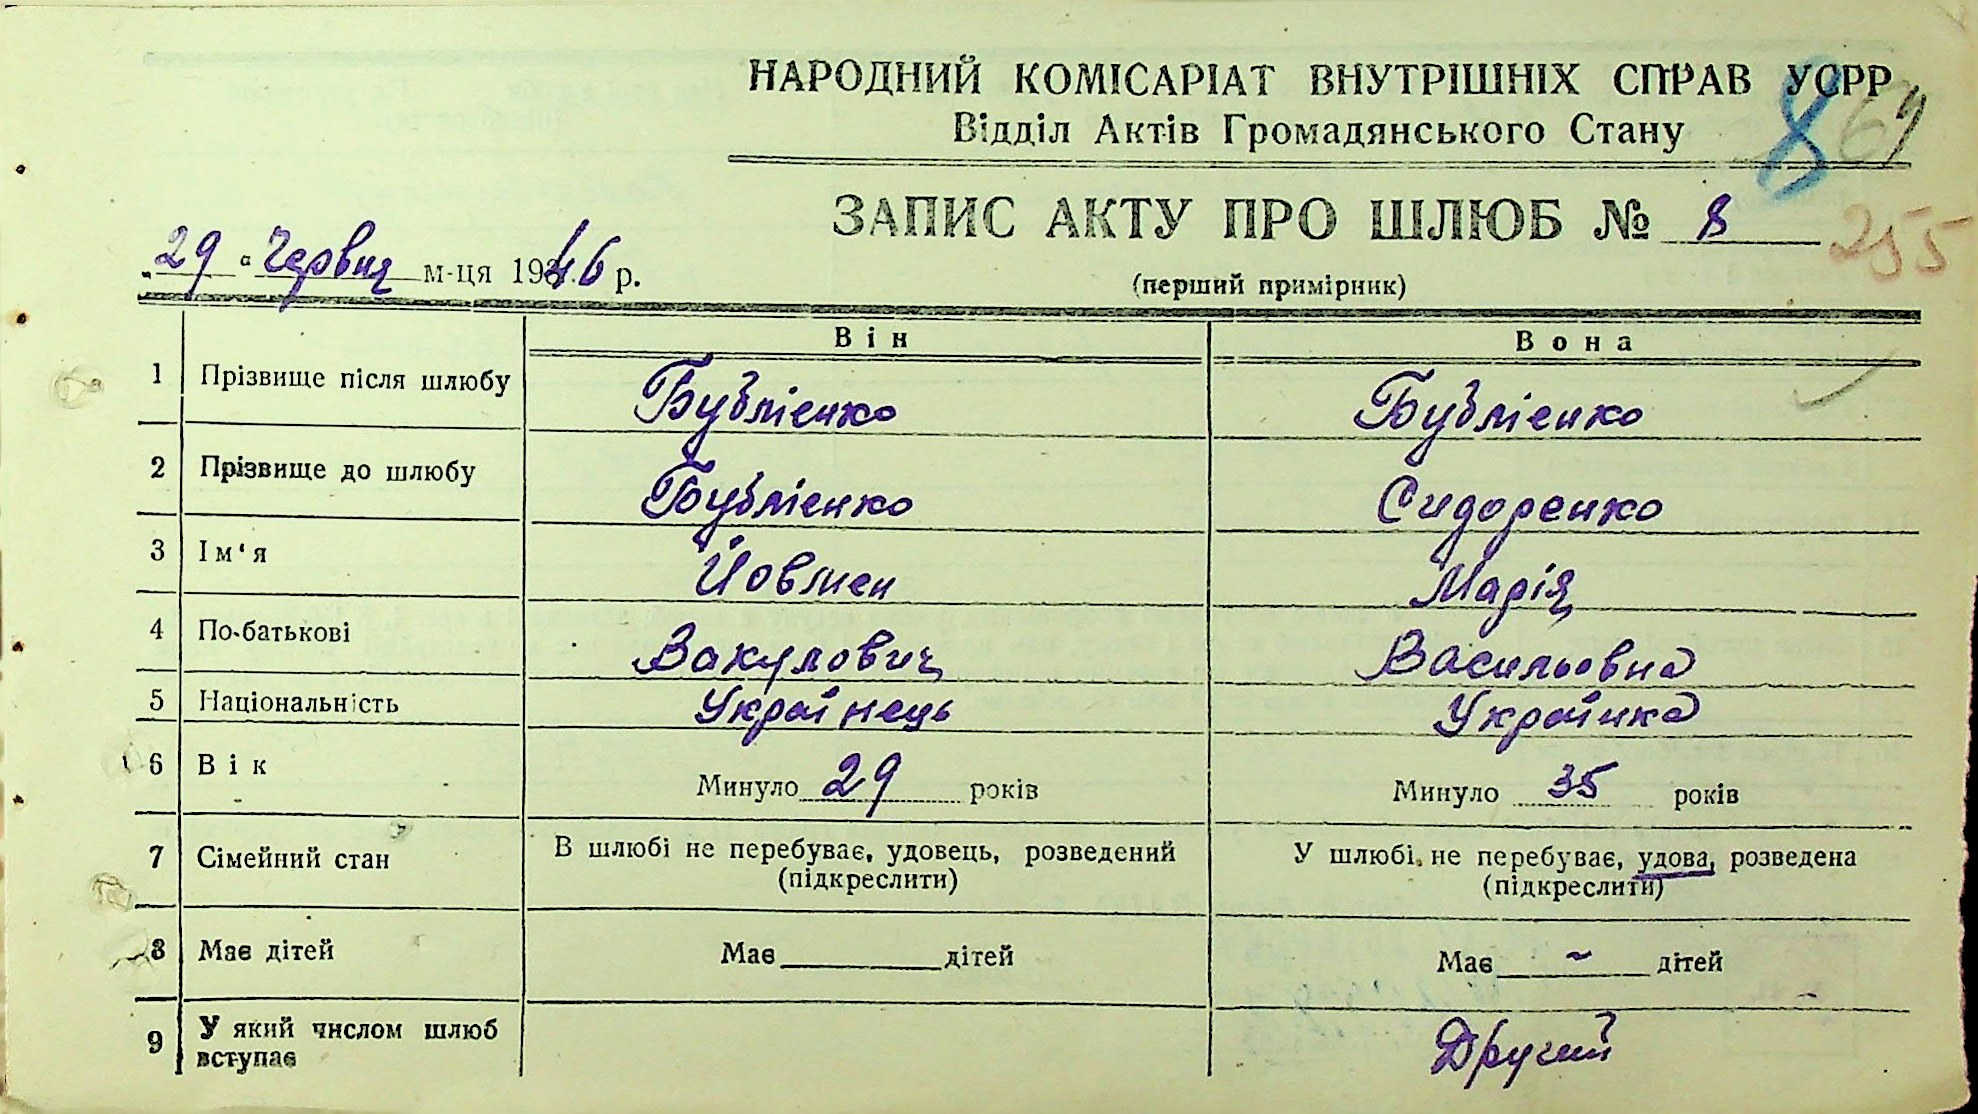 НАРОДНИЙ КОМІСАРІАТ ВНУТРІШНІХ СПРАВ УСРР
Відділ Актів Громадянського Стану
8 69
ЗАПИС АКТУ ПРО ШЛЮБ № 8
255
„29" Червня м-ця 1946 р.
(перший примірник)
Він Вона
1 Прізвище після шлюбу Бублієнко Бублієнко
2 Прізвище до шлюбу Бублієнко Сидоренко
3 Ім'я Йовмен Марія
4 По-батькові Вакулович Васильовна
5 Національність Українець Українка
6 Вік Минуло 29 років Минуло 35 років
7 Сімейний стан В шлюбі не перебуває, удовець, розведений У шлюбі не перебуває, удова, розведена
(підкреслити) (підкреслити)
8 Має дітей Має дітей Має - дітей
9 У який числом шлюб Другий
вступає